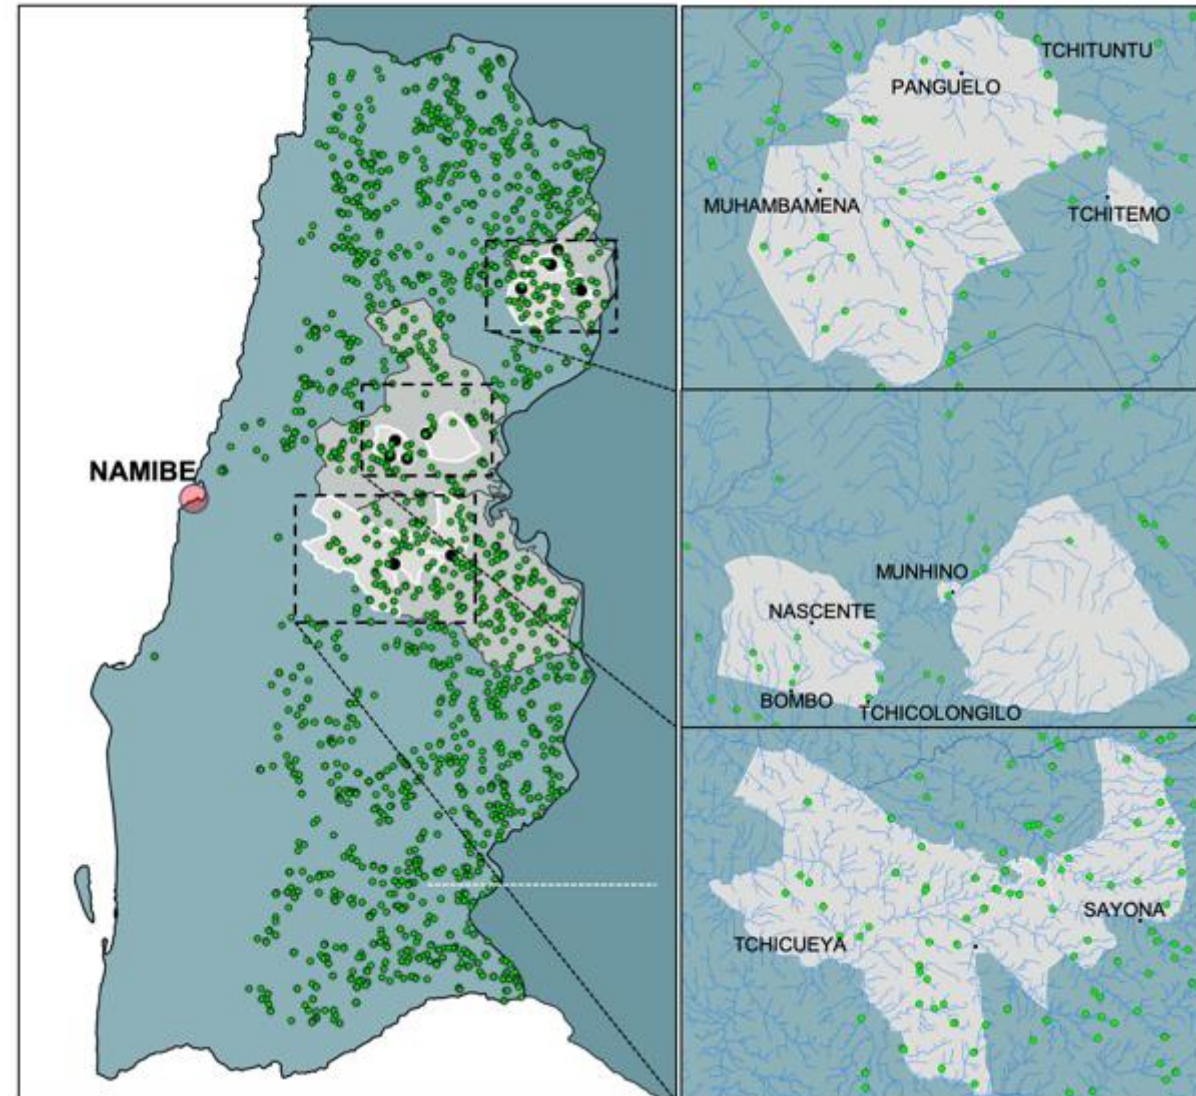 NAMIBE
TCHITUNTU
PANGUELO
MUHAMBAMENA
TCHITEMO
MUNHINO
NASCENTE
BOMBO
TCHICOLONGILO
SAYONA
TCHICUEYA